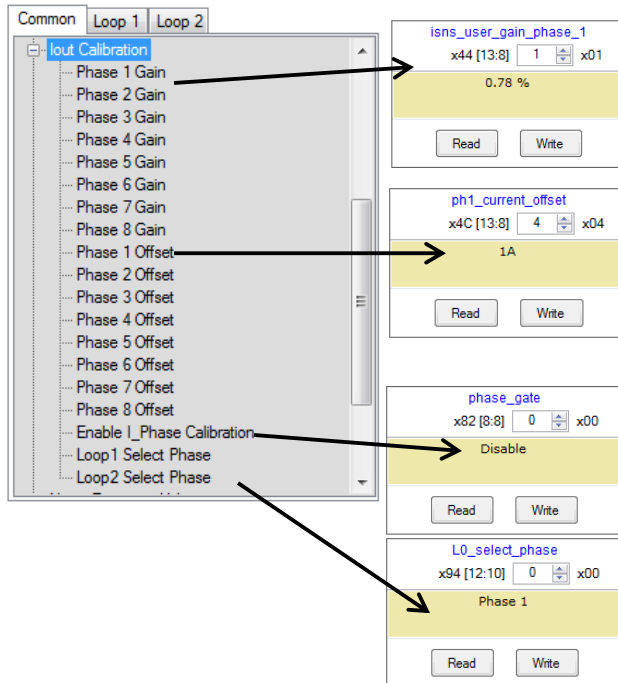 Common Loop 1 Loop 2
Iout Calibration
Phase 1 Gain
Phase 2 Gain
Phase 3 Gain
Phase 4 Gain
Phase 5 Gain
Phase 6 Gain
Phase 7 Gain
Phase 8 Gain
Phase 1 Offset
Phase 2 Offset
Phase 3 Offset
Phase 4 Offset
Phase 5 Offset
Phase 6 Offset
Phase 7 Offset
Phase 8 Offset
Enable I_Phase Calibration
Loop1 Select Phase
Loop2 Select Phase
isns_user_gain_phase_1
x44 [13:8] 1 x01
0.78 %
Read Write
ph1_current_offset
x4C [13:8] 4 x04
1A
Read Write
phase_gate
x82 [8:8] 0 x00
Disable
Read Write
L0_select_phase
x94 [12:10] 0 x00
Phase 1
Read Write